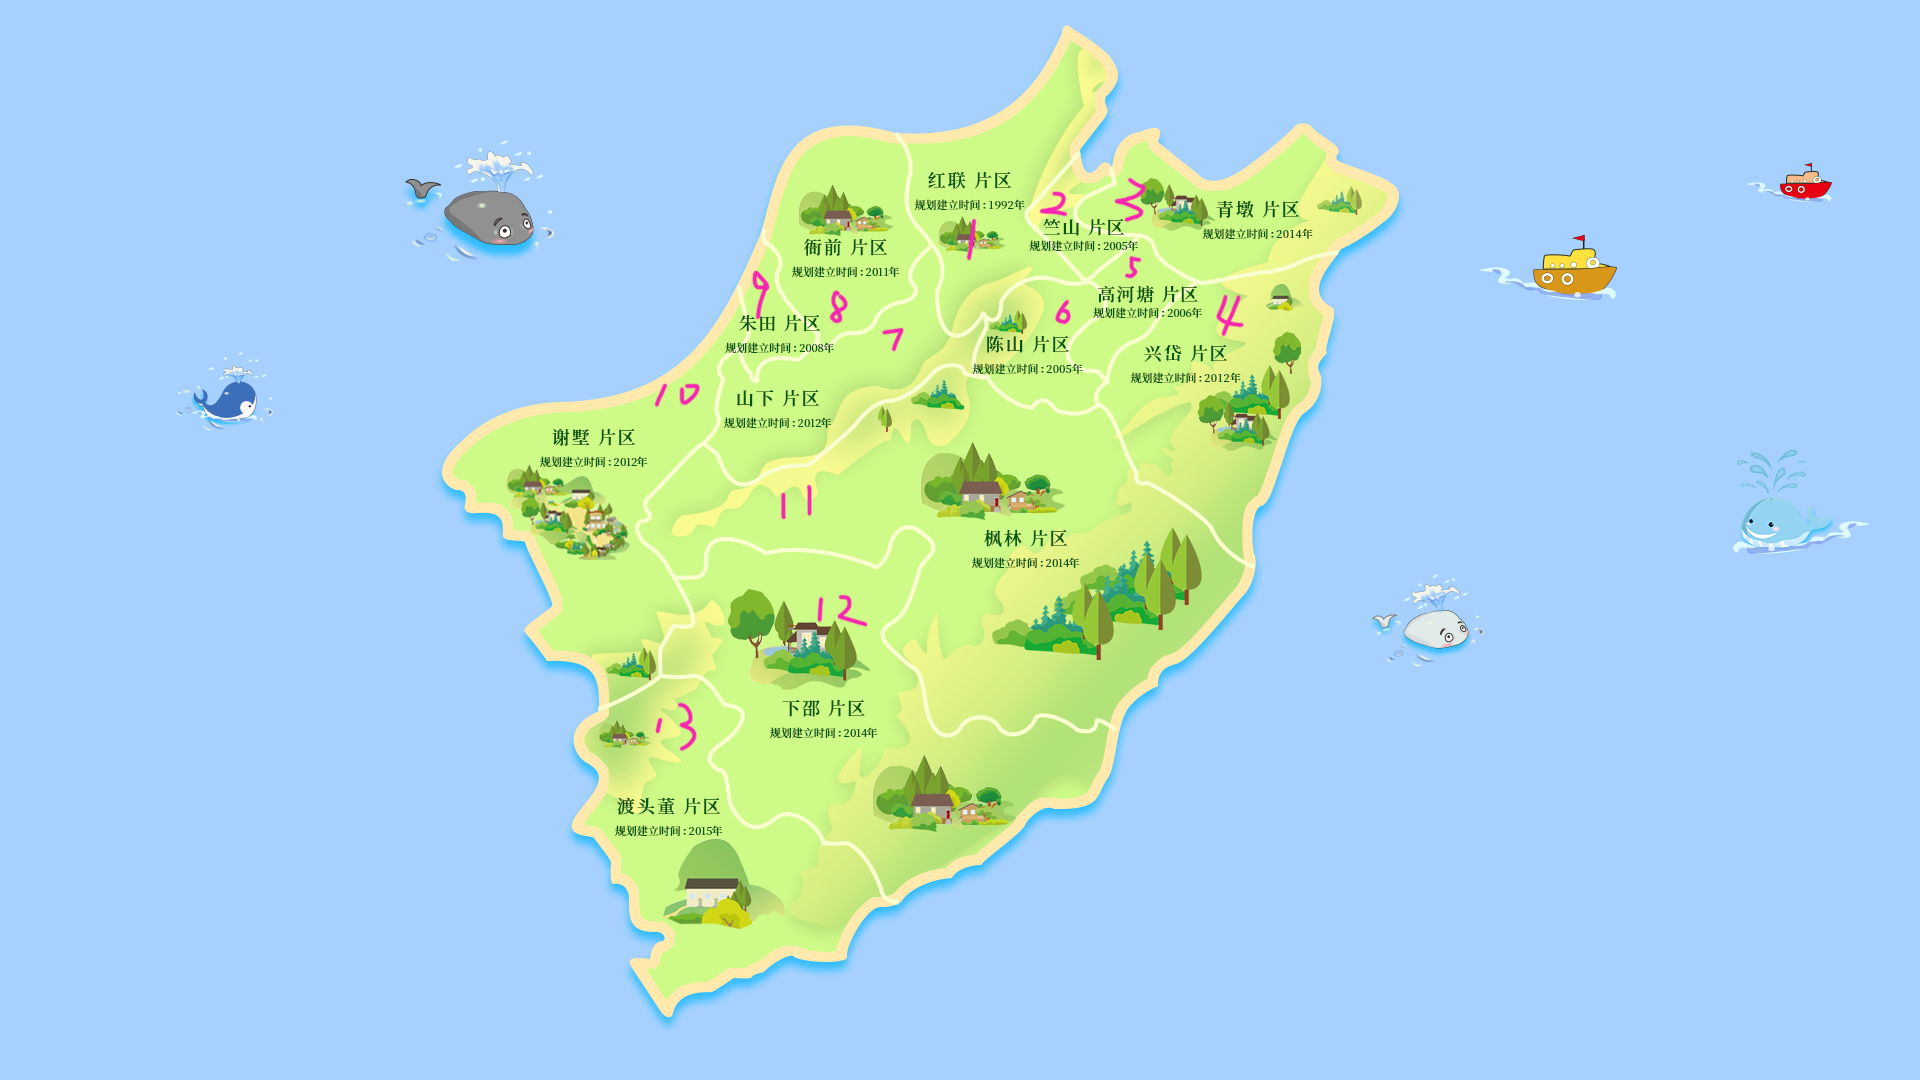 红联 片区
规划建立时间：1992年
1
2
竺山 片区
规划建立时间：2005年
3
青墩 片区
规划建立时间：2014年
衙前 片区
规划建立时间：2011年
5
高河塘 片区
规划建立时间：2006年
4
9
8
朱田 片区
规划建立时间：2008年
7
6
陈山 片区
规划建立时间：2005年
兴岱 片区
规划建立时间：2012年
10
山下 片区
规划建立时间：2012年
谢墅 片区
规划建立时间：2012年
11
枫林 片区
规划建立时间：2014年
12
下邵 片区
规划建立时间：2014年
13
渡头董 片区
规划建立时间：2015年